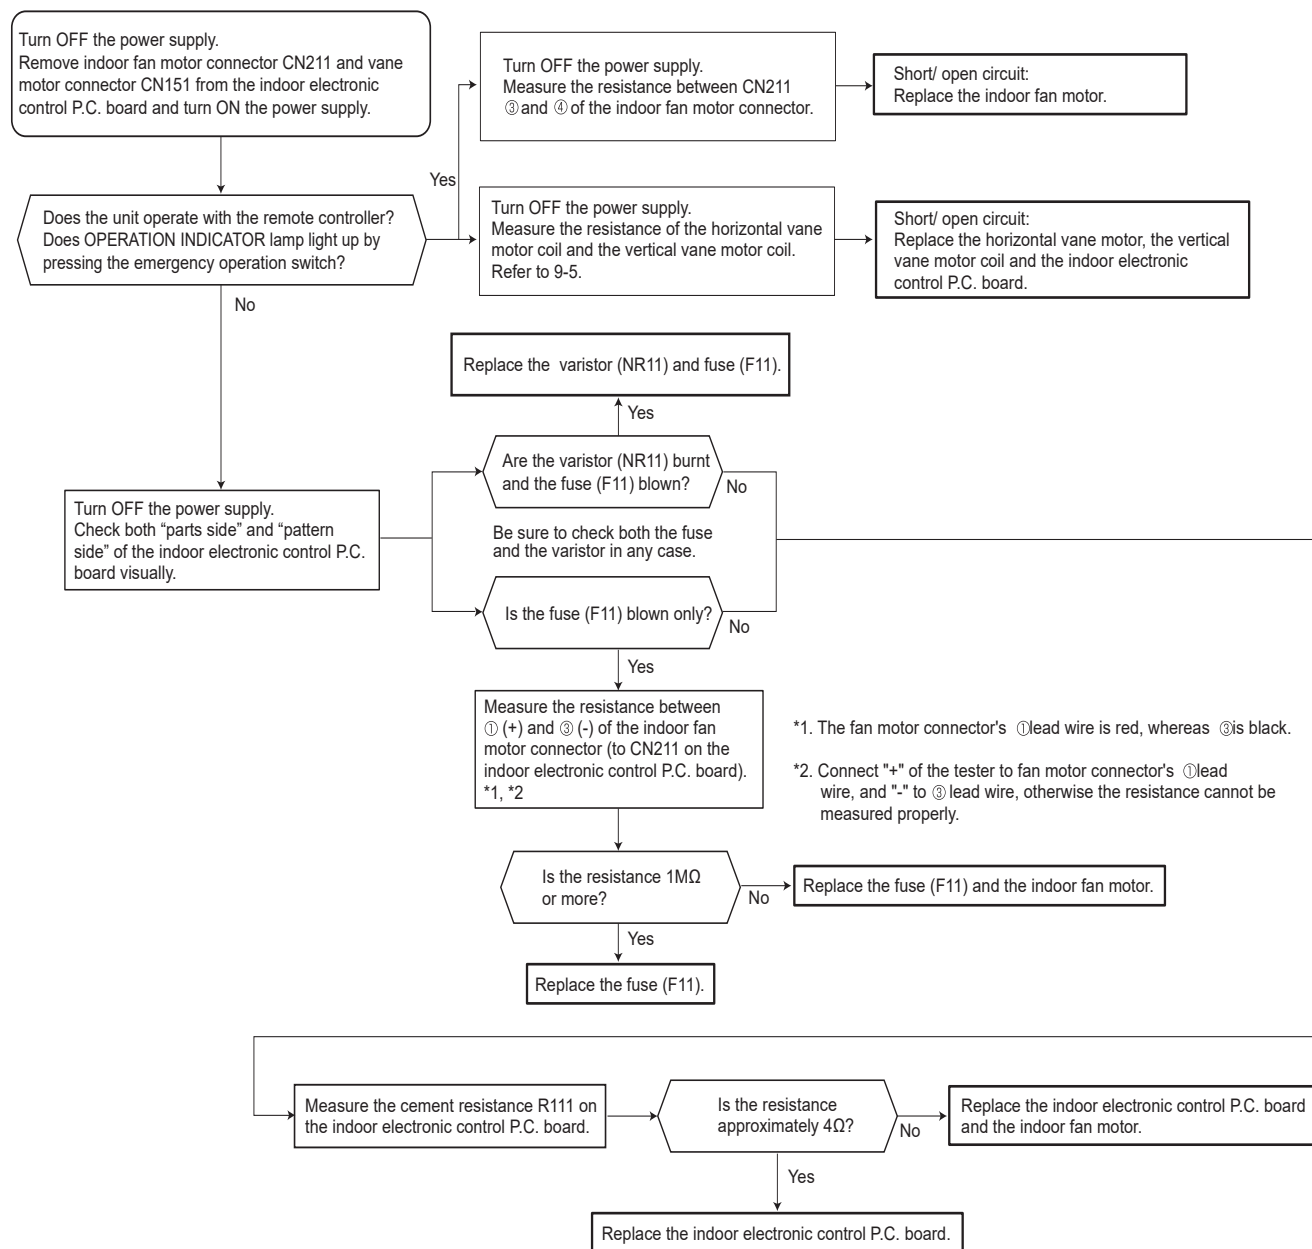 Turn OFF the power supply.
Remove indoor fan motor connector CN211 and vane
motor connector CN151 from the indoor electronic
control P.C. board and turn ON the power supply.
Turn OFF the power supply.
Measure the resistance between CN211
③ and ④ of the indoor fan motor connector.
Short/ open circuit:
Replace the indoor fan motor.
Yes
Does the unit operate with the remote controller?
Does OPERATION INDICATOR lamp light up by
pressing the emergency operation switch?
Turn OFF the power supply.
Measure the resistance of the horizontal vane
motor coil and the vertical vane motor coil.
Refer to 9-5.
Short/ open circuit:
Replace the horizontal vane motor, the vertical
vane motor coil and the indoor electronic
control P.C. board.
No
Replace the varistor (NR11) and fuse (F11).
Yes
Are the varistor (NR11) burnt
and the fuse (F11) blown?
No
Turn OFF the power supply.
Check both “parts side” and “pattern
side” of the indoor electronic control P.C.
board visually.
Be sure to check both the fuse
and the varistor in any case.
Is the fuse (F11) blown only?
No
Yes
Measure the resistance between
① (+) and ③ (-) of the indoor fan
motor connector (to CN211 on the
indoor electronic control P.C. board).
*1, *2
*1. The fan motor connector's ①lead wire is red, whereas ③is black.
*2. Connect "+" of the tester to fan motor connector's ①lead
wire, and "-" to ③ lead wire, otherwise the resistance cannot be
measured properly.
Is the resistance 1MΩ
or more?
No
Replace the fuse (F11) and the indoor fan motor.
Yes
Replace the fuse (F11).
Measure the cement resistance R111 on
the indoor electronic control P.C. board.
Is the resistance
approximately 4Ω?
No
Replace the indoor electronic control P.C. board
and the indoor fan motor.
Yes
Replace the indoor electronic control P.C. board.